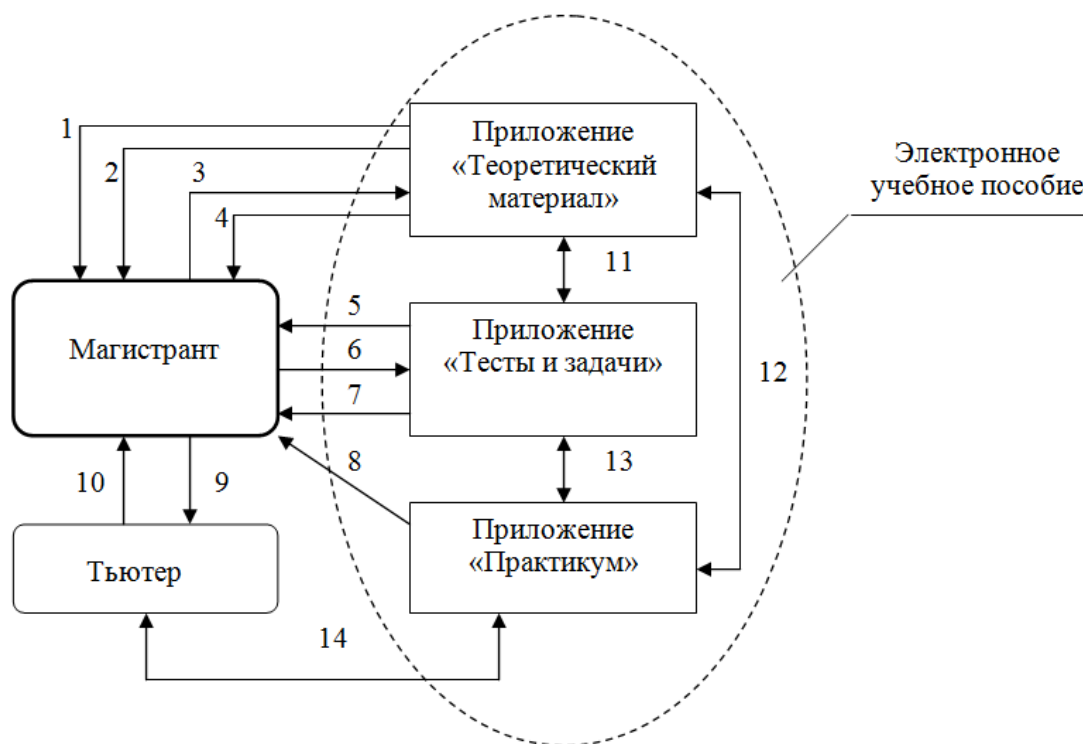 1
2
3
4
Приложение
«Теоретический
материал»
Электронное
учебное пособие
11
5
6
7
Магистрант
Приложение
«Тесты и задачи»
12
8
13
10
9
Тьютер
Приложение
«Практикум»
14